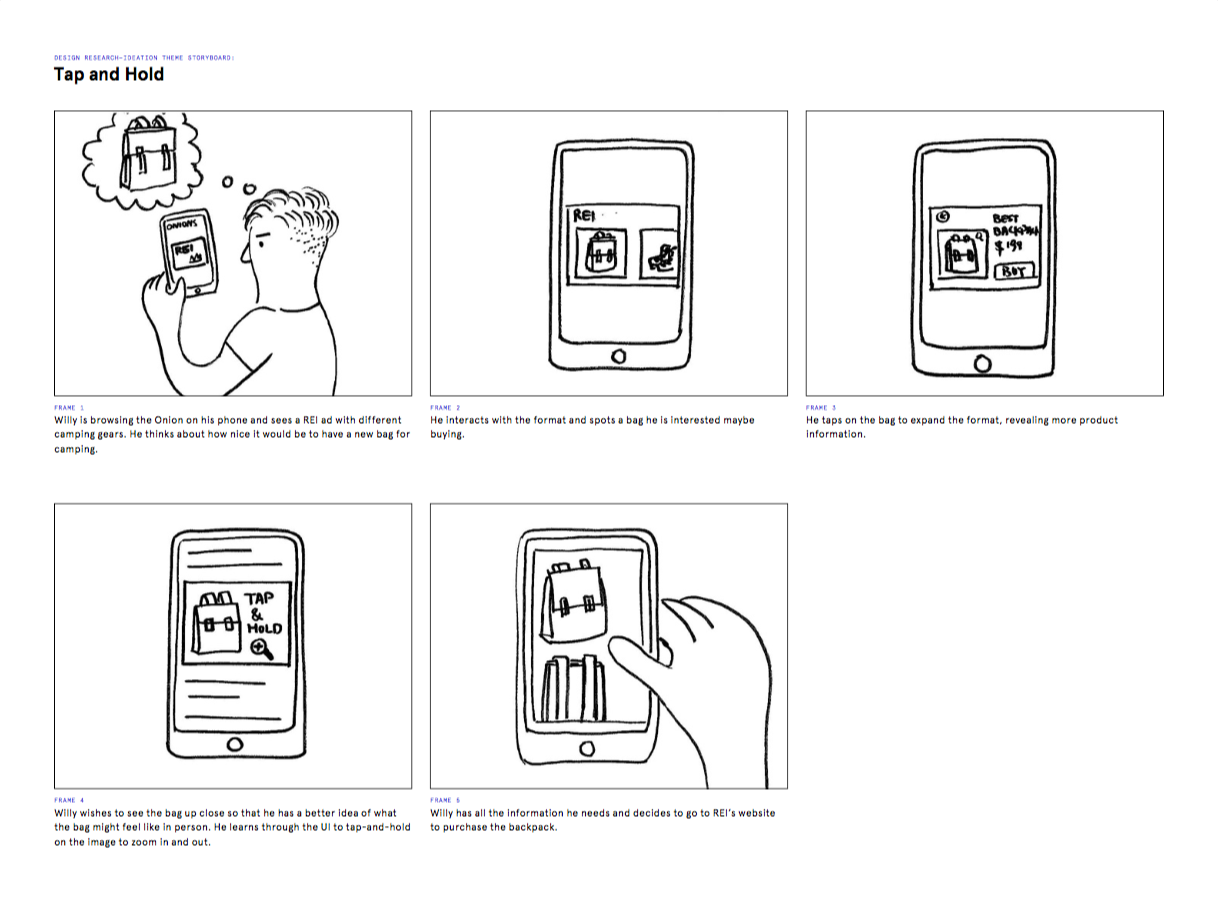 DESIGN RESEARCH-IDEATION THEME STORYBOARD:
Tap and Hold
ONIONS
REI
FRAME 1
Willy is browsing the Onion on his phone and sees a REI ad with different
camping gears. He thinks about how nice it would be to have a new bag for
camping.
REI
FRAME 2
He interacts with the format and spots a bag he is interested maybe
buying.
BEST
$199
BUY
FRAME 3
He taps on the bag to expand the format, revealing more product
information.
TAP
&
HOLD
FRAME 4
Willy wishes to see the bag up close so that he has a better idea of what
the bag might feel like in person. He learns through the UI to tap-and-hold
on the image to zoom in and out.
FRAME 5
Willy has all the information he needs and decides to go to REI's website
to purchase the backpack.